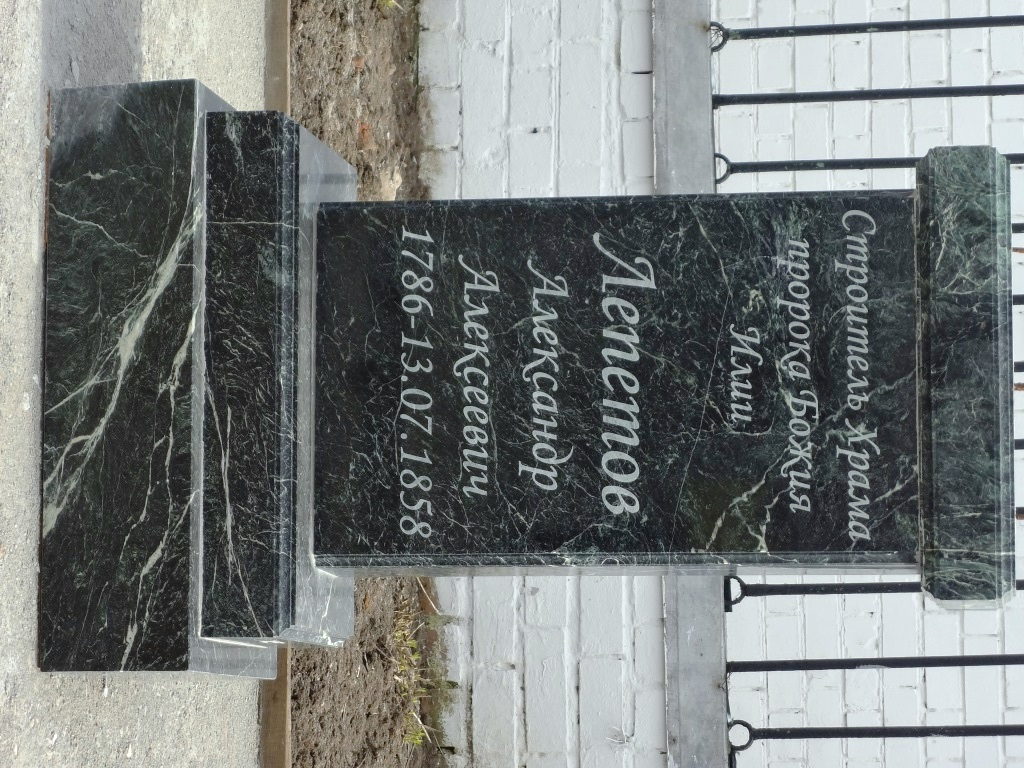 Строитель Храма
пророка Божия
Илии
Лепетов
Александр
Алексеевич
1786-13.07.1858